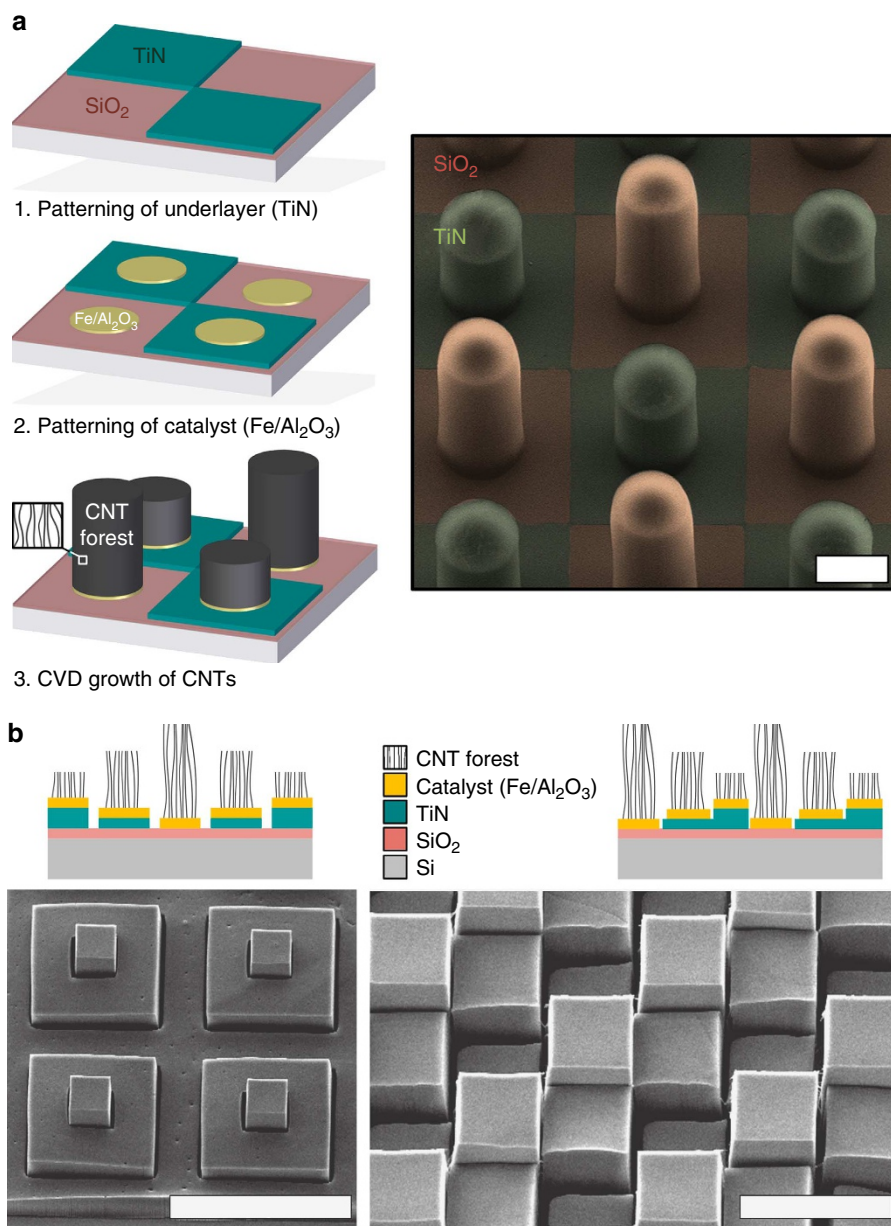 a
TiN
SiO₂
1. Patterning of underlayer (TiN)
Fe/Al₂O₃
2. Patterning of catalyst (Fe/Al₂O₃)
CNT
forest
3. CVD growth of CNTs
SiO₂
TiN
b
CNT forest
Catalyst (Fe/Al₂O₃)
TiN
SiO₂
Si